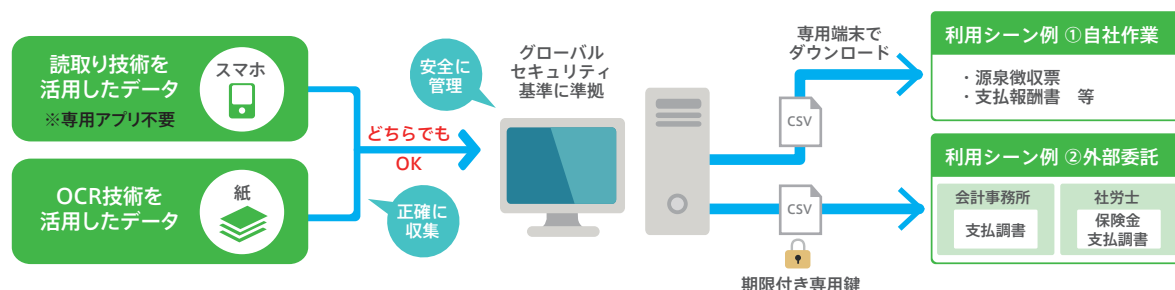 読取り技術を
活用したデータ
※専用アプリ不要
スマホ
OCR技術を
活用したデータ
紙
どちらでも
OK
安全に
管理
正確に
収集
グローバル
セキュリティ
基準に準拠
専用端末で
ダウンロード
CSV
CSV
期限付き専用鍵
利用シーン例 ①自社作業
・源泉徴収票
・支払報酬書 等
利用シーン例 ②外部委託
会計事務所
支払調書
社労士
保険金
支払調書